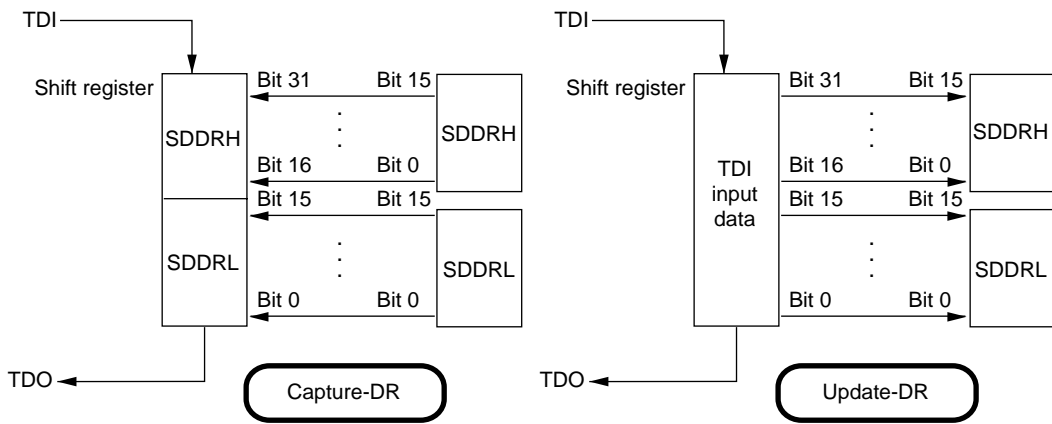 TDI
Shift register
Bit 31 Bit 15
SDDRH
SDDRH
Bit 16 Bit 0
Bit 15 Bit 15
SDDRL
SDDRL
Bit 0 Bit 0
TDO
Capture-DR
TDI
Shift register
Bit 31 Bit 15
SDDRH
Bit 16 Bit 0
TDI
input
data
Bit 15 Bit 15
SDDRL
Bit 0 Bit 0
TDO
Update-DR